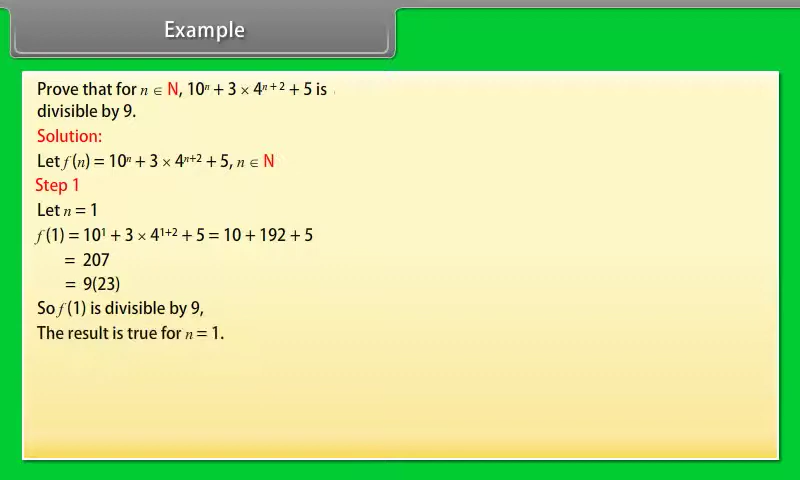 Example
Prove that for n ∈ N, 10ⁿ + 3 × 4ⁿ ⁺ ² + 5 is
divisible by 9.
Solution:
Let f (n) = 10ⁿ + 3 × 4ⁿ⁺² + 5, n ∈ N
Step 1
Let n = 1
f (1) = 10¹ + 3 × 4¹⁺² + 5 = 10 + 192 + 5
= 207
= 9(23)
So f (1) is divisible by 9,
The result is true for n = 1.